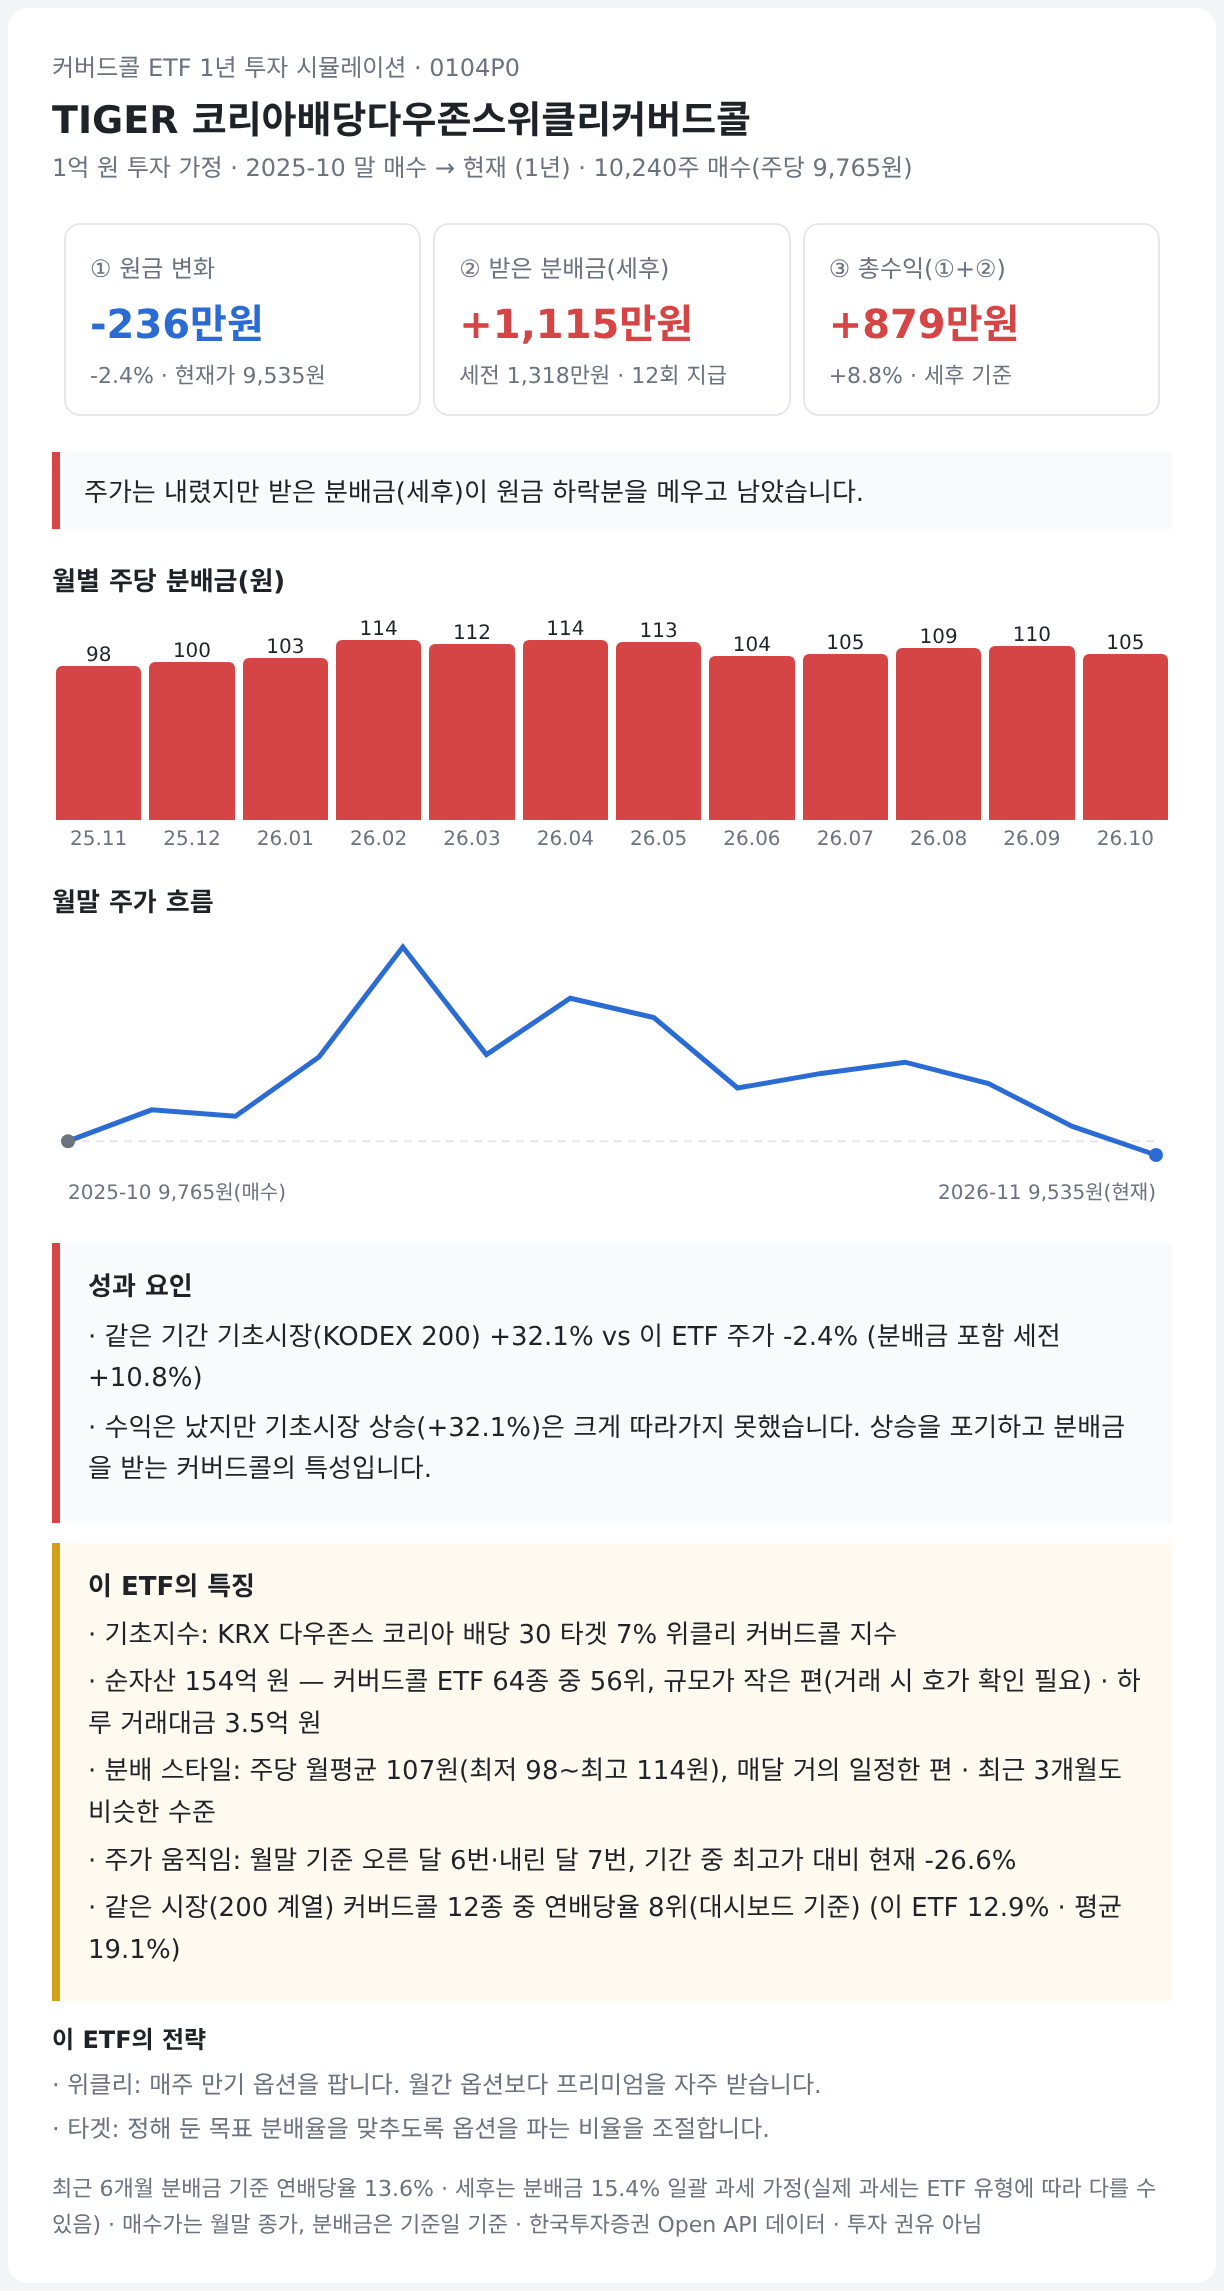 커버드콜 ETF 1년 투자 시뮬레이션 · 0104P0
TIGER 코리아배당다우존스위클리커버드콜
1억 원 투자 가정 · 2025-10 말 매수 → 현재 (1년) · 10,240주 매수(주당 9,765원)
① 원금 변화
-236만원
-2.4% · 현재가 9,535원
② 받은 분배금(세후)
+1,115만원
세전 1,318만원 · 12회 지급
③ 총수익(①+②)
+879만원
+8.8% · 세후 기준
주가는 내렸지만 받은 분배금(세후)이 원금 하락분을 메우고 남았습니다.
월별 주당 분배금(원)
98 100 103 114 112 114 113 104 105 109 110 105
25.11 25.12 26.01 26.02 26.03 26.04 26.05 26.06 26.07 26.08 26.09 26.10
월말 주가 흐름
2025-10 9,765원(매수) 2026-11 9,535원(현재)
성과 요인
· 같은 기간 기초시장(KODEX 200) +32.1% vs 이 ETF 주가 -2.4% (분배금 포함 세전
+10.8%)
· 수익은 났지만 기초시장 상승(+32.1%)은 크게 따라가지 못했습니다. 상승을 포기하고 분배금
을 받는 커버드콜의 특성입니다.
이 ETF의 특징
· 기초지수: KRX 다우존스 코리아 배당 30 타겟 7% 위클리 커버드콜 지수
· 순자산 154억 원 — 커버드콜 ETF 64종 중 56위, 규모가 작은 편(거래 시 호가 확인 필요) · 하
루 거래대금 3.5억 원
· 분배 스타일: 주당 월평균 107원(최저 98~최고 114원), 매달 거의 일정한 편 · 최근 3개월도
비슷한 수준
· 주가 움직임: 월말 기준 오른 달 6번·내린 달 7번, 기간 중 최고가 대비 현재 -26.6%
· 같은 시장(200 계열) 커버드콜 12종 중 연배당율 8위(대시보드 기준) (이 ETF 12.9% · 평균
19.1%)
이 ETF의 전략
· 위클리: 매주 만기 옵션을 팝니다. 월간 옵션보다 프리미엄을 자주 받습니다.
· 타겟: 정해 둔 목표 분배율을 맞추도록 옵션을 파는 비율을 조절합니다.
최근 6개월 분배금 기준 연배당율 13.6% · 세후는 분배금 15.4% 일괄 과세 가정(실제 과세는 ETF 유형에 따라 다를 수
있음) · 매수가는 월말 종가, 분배금은 기준일 기준 · 한국투자증권 Open API 데이터 · 투자 권유 아님